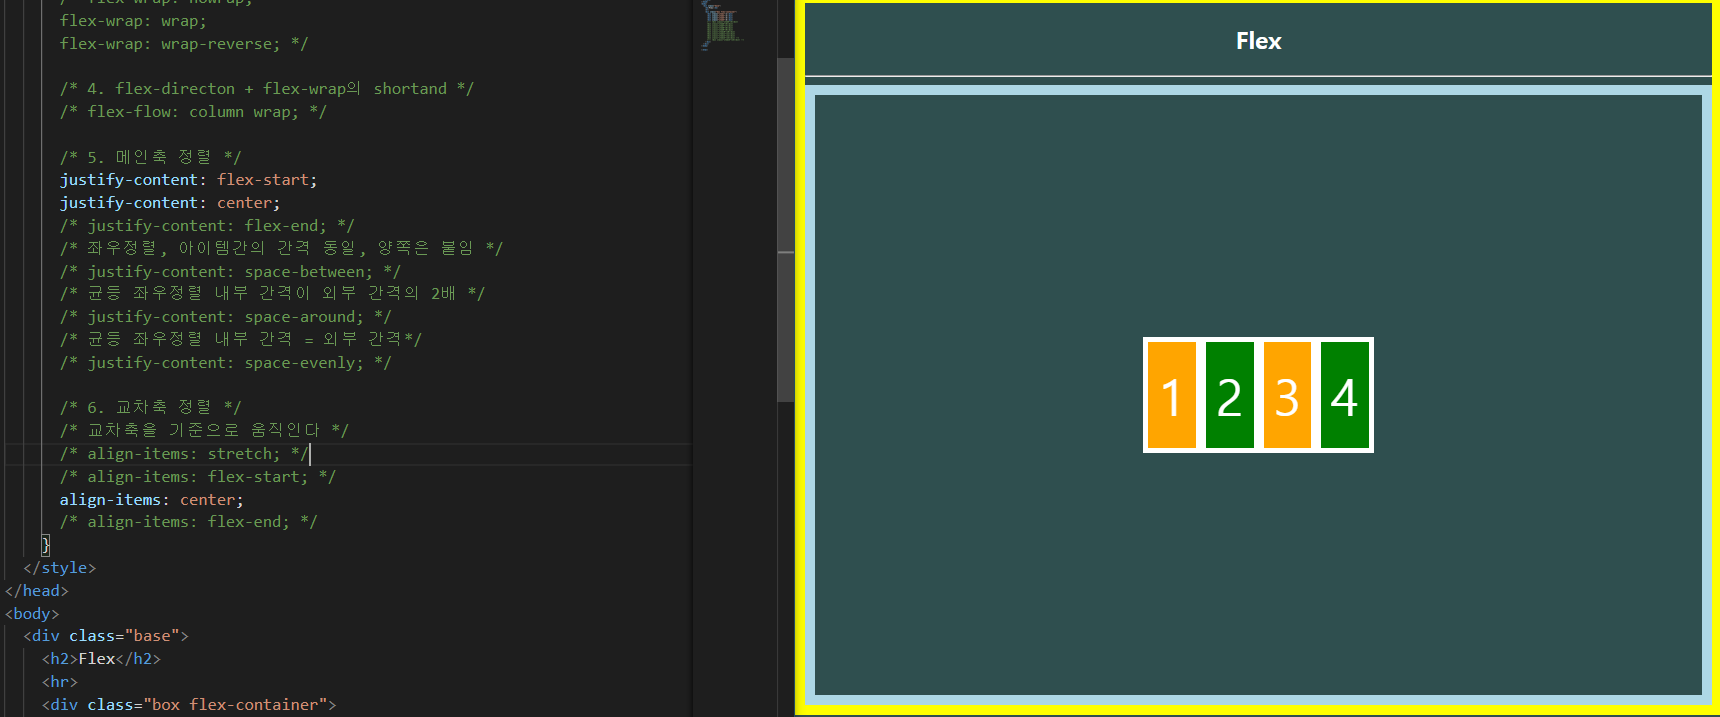 /* flex-wrap: nowrap;
flex-wrap: wrap;
flex-wrap: wrap-reverse; */
/* 4. flex-directon + flex-wrap의 shortand */
/* flex-flow: column wrap; */
/* 5. 메인축 정렬 */
justify-content: flex-start;
justify-content: center;
/* justify-content: flex-end; */
/* 좌우정렬, 아이템간의 간격 동일, 양쪽은 붙임 */
/* justify-content: space-between; */
/* 균등 좌우정렬 내부 간격이 외부 간격의 2배 */
/* justify-content: space-around; */
/* 균등 좌우정렬 내부 간격 = 외부 간격*/
/* justify-content: space-evenly; */
/* 6. 교차축 정렬 */
/* 교차축을 기준으로 움직인다 */
/* align-items: stretch; */
/* align-items: flex-start; */
align-items: center;
/* align-items: flex-end; */
}
</style>
</head>
<body>
<div class="base">
<h2>Flex</h2>
<hr>
<div class="box flex-container">
Flex
1 2 3 4